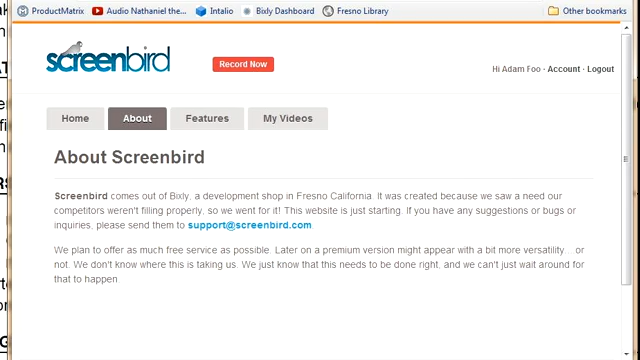 ProductMatrix Audio Nathaniel the... Intalio Bixly Dashboard Fresno Library Other bookmarks
screenbird
Record Now
Hi Adam Foo · Account · Logout
Home About Features My Videos
About Screenbird
Screenbird comes out of Bixly, a development shop in Fresno California. It was created because we saw a need our
competitors weren't filling properly, so we went for it! This website is just starting. If you have any suggestions or bugs or
inquiries, please send them to support@screenbird.com.
We plan to offer as much free service as possible. Later on a premium version might appear with a bit more versatility... or
not. We don't know where this is taking us. We just know that this needs to be done right, and we can't just wait around for
that to happen.